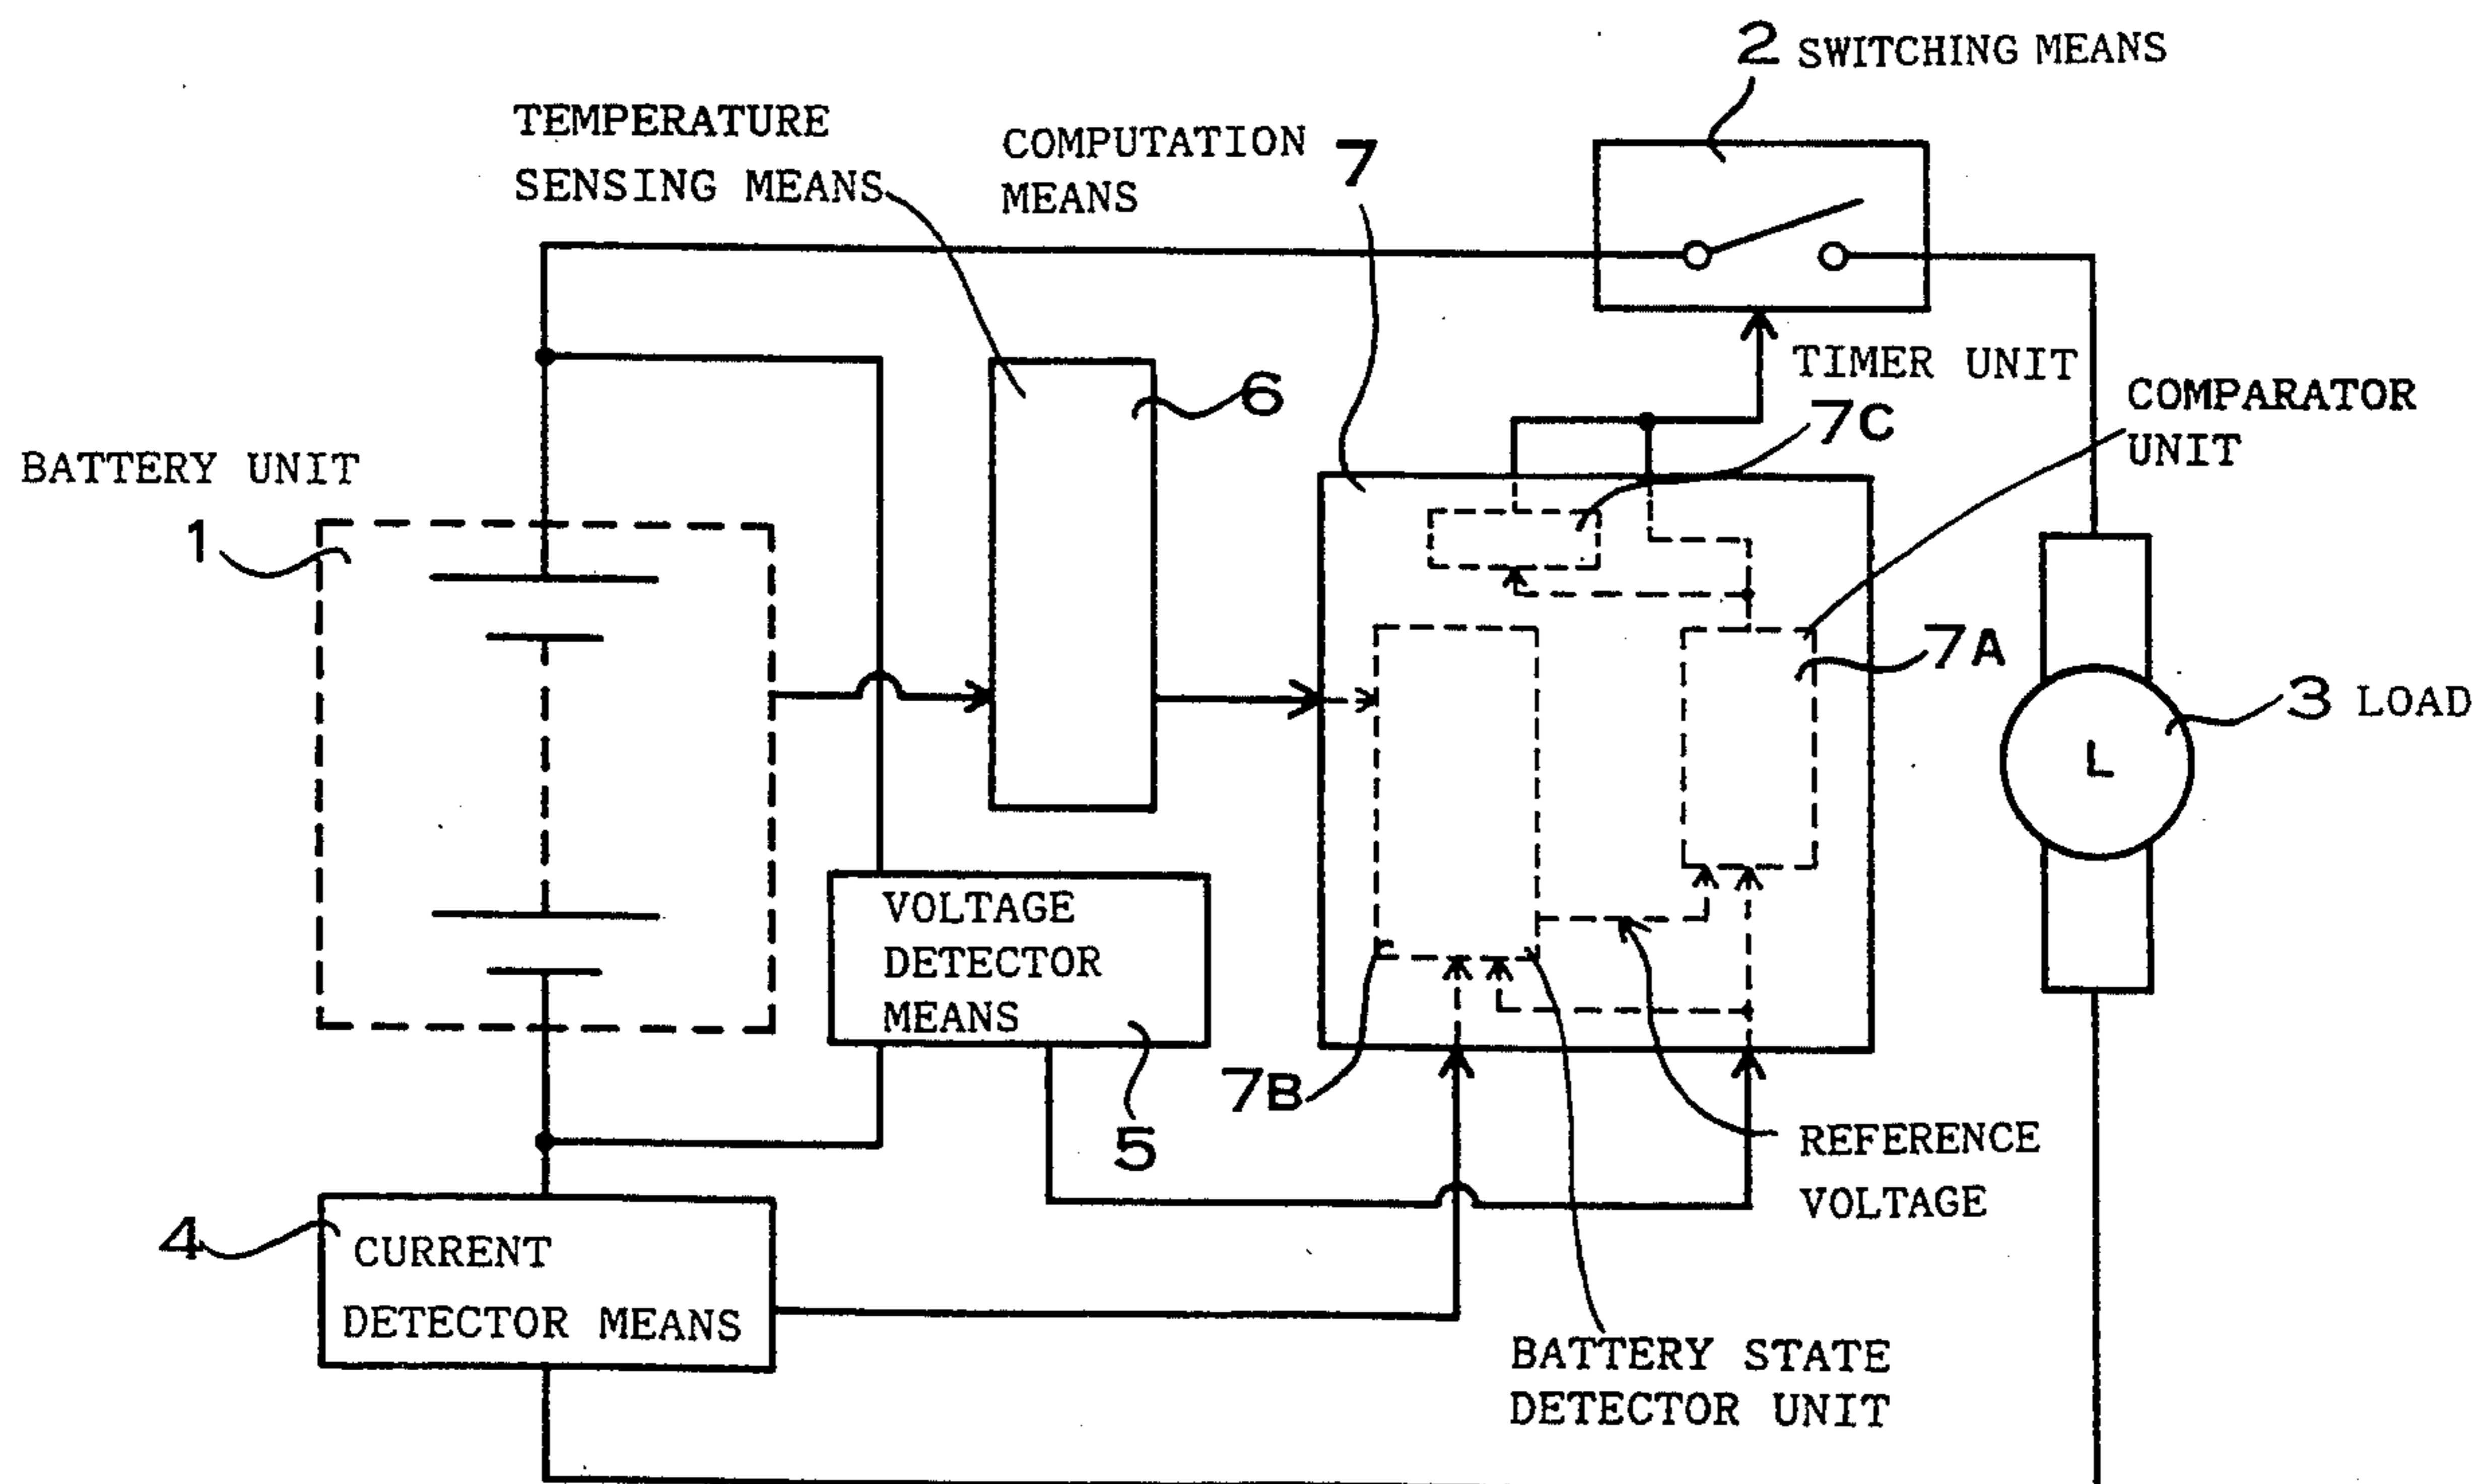 2 SWITCHING MEANS
TEMPERATURE
SENSING MEANS
COMPUTATION
MEANS
7
TIMER UNIT
7C
COMPARATOR
UNIT
6
BATTERY UNIT
1
7A
3 LOAD
L
VOLTAGE
DETECTOR
MEANS
5
7B
REFERENCE
VOLTAGE
4
CURRENT
DETECTOR MEANS
BATTERY STATE
DETECTOR UNIT